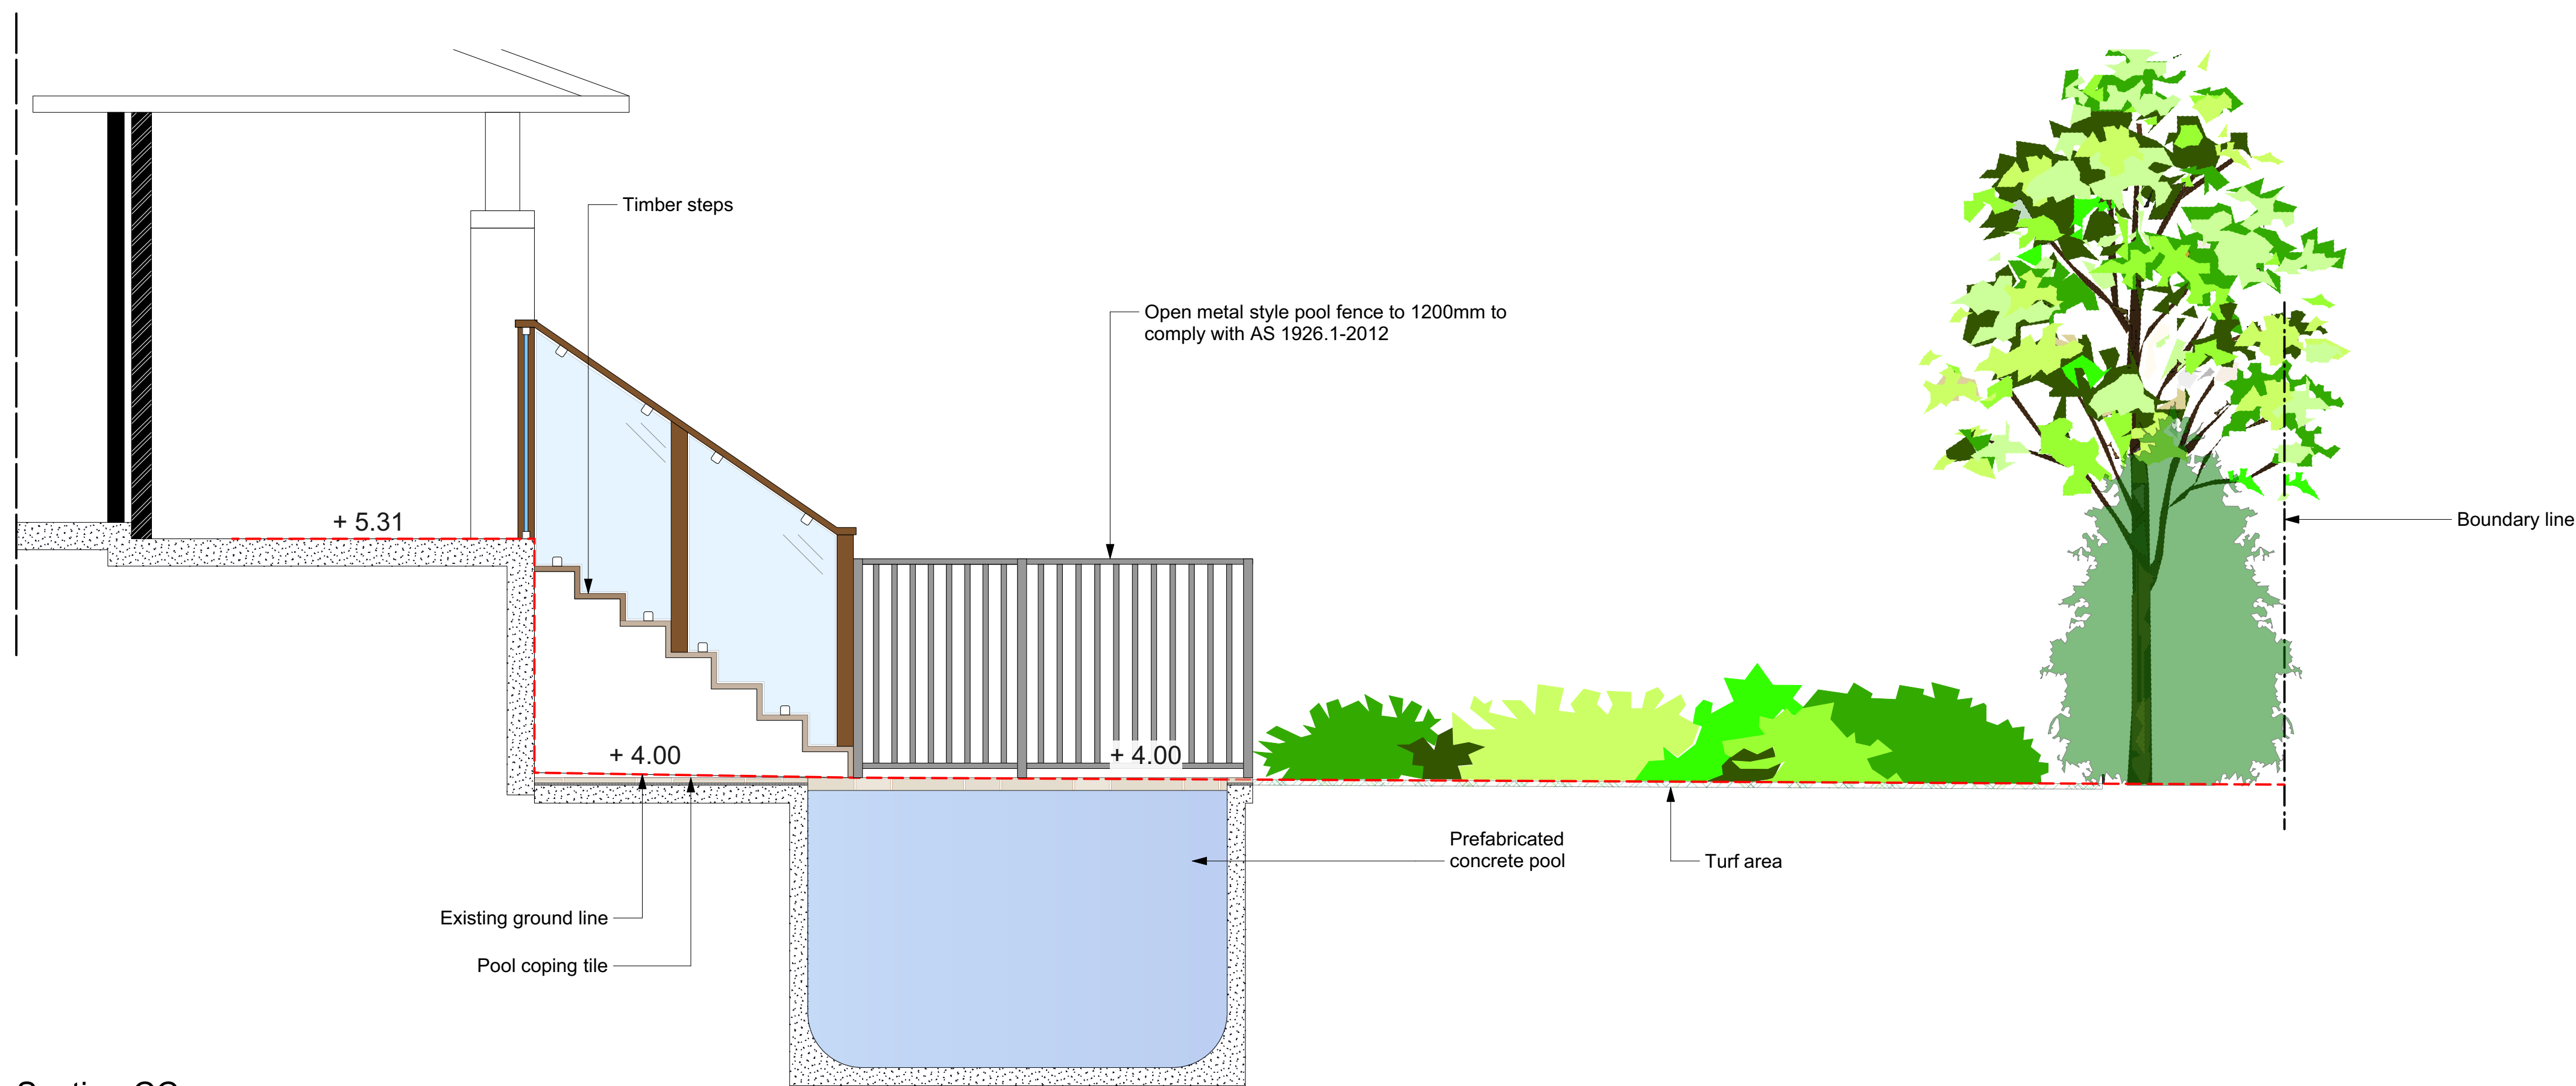 Timber steps
Open metal style pool fence to 1200mm to
comply with AS 1926.1-2012
+ 5.31
Boundary line
+ 4.00
+ 4.00
Prefabricated
concrete pool
Turf area
Existing ground line
Pool coping tile